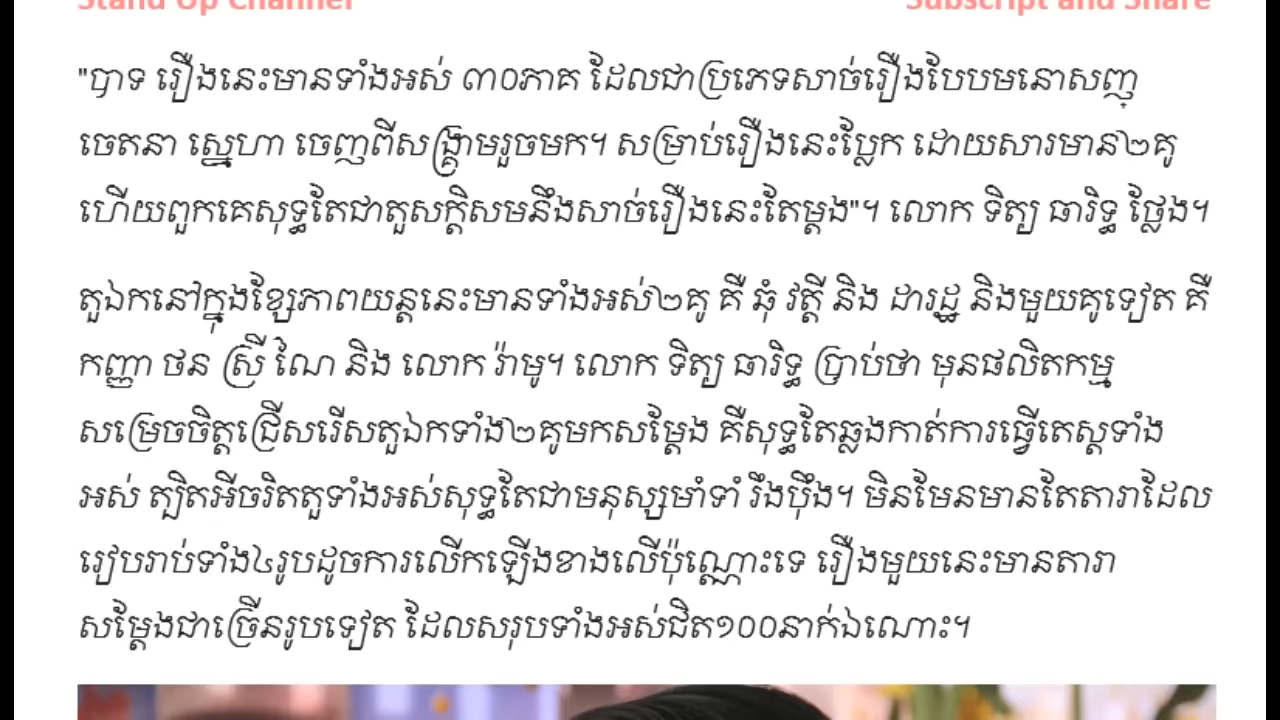 Stand Up Channel
Subscript and Share
"បាទ រឿងនេះមានទាំងអស់ ៣០ភាគ ដែលជាប្រភេទសាច់រឿងបែបមនោសញ្
ចេតនា ស្នេហា ចេញពីសង្គ្រាមរួចមក។ សម្រាប់រឿងនេះប្លែក ដោយសារមាន២គូ
ហើយពួកគេសុទ្ធតែជាតួសក្តិសមនឹងសាច់រឿងនេះតែម្តង"។ លោក ទិត្យ ធារិទ្ធ ថ្លែង។
តួឯកនៅក្នុងខ្សែភាពយន្តនេះមានទាំងអស់២គូ គឺ ឆុំ វត្តី និង ដារដ្ឋ និងមួយគូទៀត គឺ
កញ្ញា ថន ស្រី ណៃ និង លោក រ៉ាមូ។ លោក ទិត្យ ធារិទ្ធ ប្រាប់ថា មុនផលិតកម្ម
សម្រេចចិត្តជ្រើសរើសតួឯកទាំង២គូមកសម្តែង គឺសុទ្ធតែឆ្លងកាត់ការធ្វើតេស្តទាំង
អស់ ត្បិតអីចរិតតួទាំងអស់សុទ្ធតែជាមនុស្សមាំទាំ រឹងប៉ឹង។ មិនមែនមានតែតារាដែល
រៀបរាប់ទាំង៤រូបដូចការលើកឡើងខាងលើប៉ុណ្ណោះទេ រឿងមួយនេះមានតារា
សម្តែងជាច្រើនរូបទៀត ដែលសរុបទាំងអស់ជិត១០០នាក់ឯណោះ។